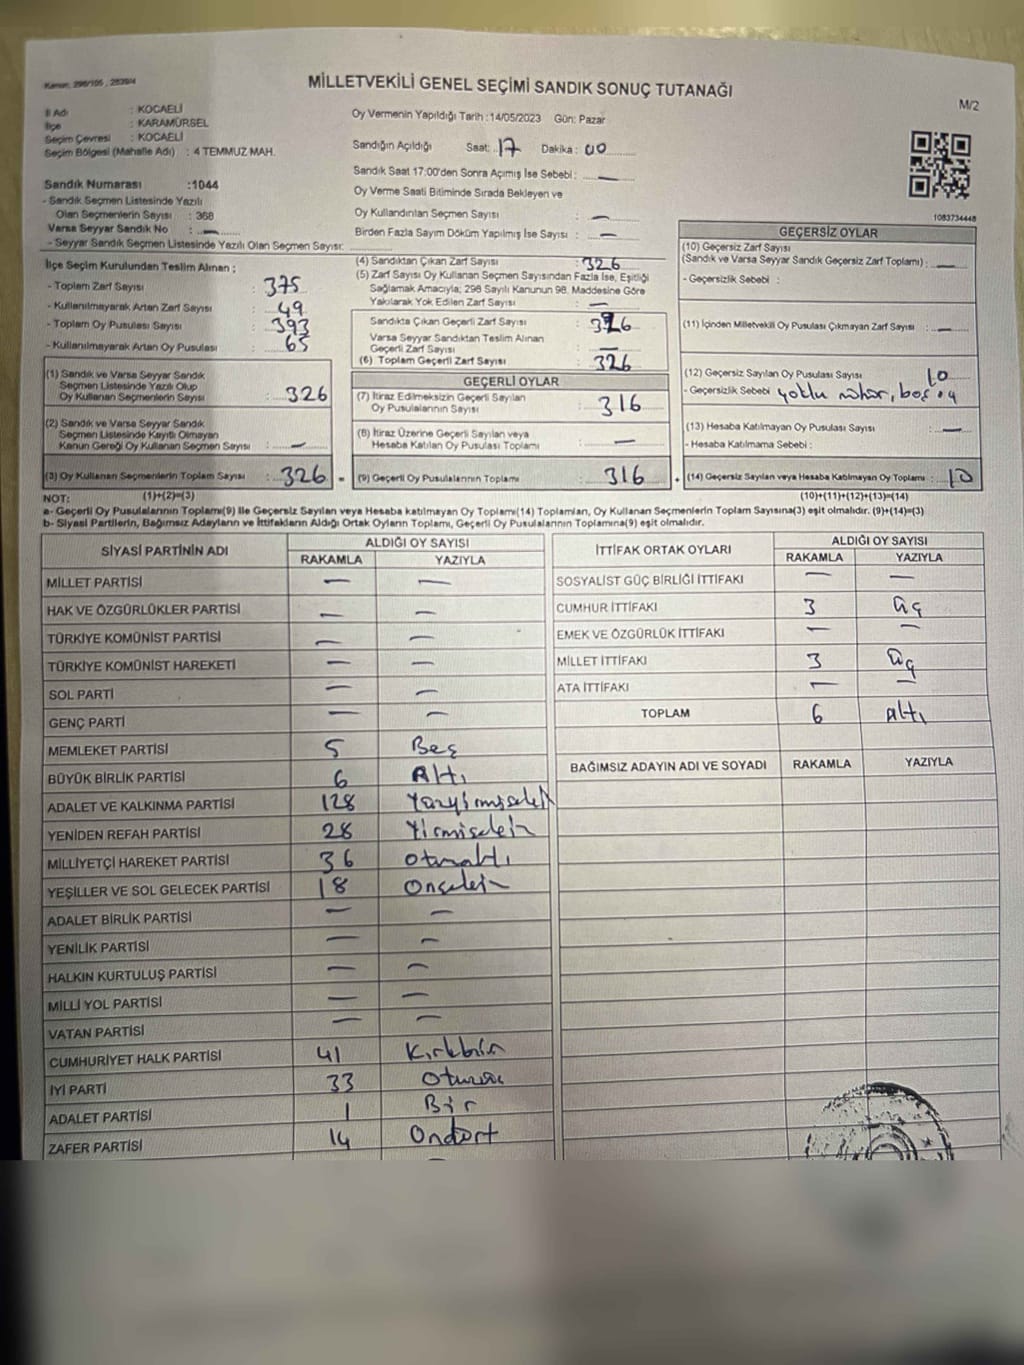 Kanun: 298/105, 2839/4
MİLLETVEKİLİ GENEL SEÇİMİ SANDIK SONUÇ TUTANAĞI
M/2
İl Adı : KOCAELİ
İlçe : KARAMÜRSEL
Seçim Çevresi : KOCAELİ
Seçim Bölgesi (Mahalle Adı) : 4 TEMMUZ MAH.
Sandık Numarası :1044
- Sandık Seçmen Listesinde Yazılı
Olan Seçmenlerin Sayısı : 368
Varsa Seyyar Sandık No : —
- Seyyar Sandık Seçmen Listesinde Yazılı Olan Seçmen Sayısı:
Oy Vermenin Yapıldığı Tarih :14/05/2023 Gün: Pazar
Sandığın Açıldığı Saat: 17 Dakika: 00
Sandık Saat 17:00'den Sonra Açımış İse Sebebi : —
Oy Verme Saati Bitiminde Sırada Bekleyen ve
Oy Kullandırılan Seçmen Sayısı : —
Birden Fazla Sayım Döküm Yapılmış İse Sayısı : —
1083734448
İlçe Seçim Kurulundan Teslim Alınan ;
- Toplam Zarf Sayısı : 375
- Kullanılmayarak Artan Zarf Sayısı : 49
- Toplam Oy Pusulası Sayısı : 393
- Kullanılmayarak Artan Oy Pusulası : 65
(1) Sandık ve Varsa Seyyar Sandık
Seçmen Listesinde Yazılı Olup
Oy Kullanan Seçmenlerin Sayısı : 326
(2) Sandık ve Varsa Seyyar Sandık
Seçmen Listesinde Kayıtlı Olmayan
Kanun Gereği Oy Kullanan Seçmen Sayısı : —
(3) Oy Kullanan Seçmenlerin Toplam Sayısı : 326
(4) Sandıktan Çıkan Zarf Sayısı : 326
(5) Zarf Sayısı Oy Kullanan Seçmen Sayısından Fazla İse, Eşitliği
Sağlamak Amacıyla; 298 Sayılı Kanunun 98. Maddesine Göre
Yakılarak Yok Edilen Zarf Sayısı : —
Sandıkta Çıkan Geçerli Zarf Sayısı : 326
Varsa Seyyar Sandıktan Teslim Alınan
Geçerli Zarf Sayısı : —
(6) Toplam Geçerli Zarf Sayısı : 326
GEÇERLİ OYLAR
(7) İtiraz Edilmeksizin Geçerli Sayılan
Oy Pusulalarının Sayısı : 316
(8) İtiraz Üzerine Geçerli Sayılan veya
Hesaba Katılan Oy Pusulası Toplamı : —
= (9) Geçerli Oy Pusulalarının Toplamı : 316
GEÇERSİZ OYLAR
(10) Geçersiz Zarf Sayısı
(Sandık ve Varsa Seyyar Sandık Geçersiz Zarf Toplamı) : —
- Geçersizlik Sebebi :
(11) İçinden Milletvekili Oy Pusulası Çıkmayan Zarf Sayısı : —
(12) Geçersiz Sayılan Oy Pusulası Sayısı : 10
- Geçersizlik Sebebi
(13) Hesaba Katılmayan Oy Pusulası Sayısı : —
- Hesaba Katılmama Sebebi :
+ (14) Geçersiz Sayılan veya Hesaba Katılmayan Oy Toplamı : 10
NOT: (1)+(2)=(3) (10)+(11)+(12)+(13)=(14)
a- Geçerli Oy Pusulalarının Toplamı(9) ile Geçersiz Sayılan veya Hesaba katılmayan Oy Toplamı(14) Toplamları, Oy Kullanan Seçmenlerin Toplam Sayısına(3) eşit olmalıdır. (9)+(14)=(3)
b- Siyasi Partilerin, Bağımsız Adayların ve İttifakların Aldığı Ortak Oyların Toplamı, Geçerli Oy Pusulalarının Toplamına(9) eşit olmalıdır.
SİYASİ PARTİNİN ADI ALDIĞI OY SAYISI
RAKAMLA YAZIYLA
MİLLET PARTİSİ — —
HAK VE ÖZGÜRLÜKLER PARTİSİ — —
TÜRKİYE KOMÜNİST PARTİSİ — —
TÜRKİYE KOMÜNİST HAREKETİ — —
SOL PARTİ — —
GENÇ PARTİ — —
MEMLEKET PARTİSİ 5 Beş
BÜYÜK BİRLİK PARTİSİ 6 Altı
ADALET VE KALKINMA PARTİSİ 128 Yüzyirmisekiz
YENİDEN REFAH PARTİSİ 28 Yirmisekiz
MİLLİYETÇİ HAREKET PARTİSİ 36 Otuzaltı
YEŞİLLER VE SOL GELECEK PARTİSİ 18 Onsekiz
ADALET BİRLİK PARTİSİ — —
YENİLİK PARTİSİ — —
HALKIN KURTULUŞ PARTİSİ — —
MİLLİ YOL PARTİSİ — —
VATAN PARTİSİ — —
CUMHURİYET HALK PARTİSİ 41 Kırkbir
İYİ PARTİ 33 Otuzüç
ADALET PARTİSİ 1 Bir
ZAFER PARTİSİ 14 Ondört
İTTİFAK ORTAK OYLARI ALDIĞI OY SAYISI
RAKAMLA YAZIYLA
SOSYALİST GÜÇ BİRLİĞİ İTTİFAKI — —
CUMHUR İTTİFAKI 3 üç
EMEK VE ÖZGÜRLÜK İTTİFAKI — —
MİLLET İTTİFAKI 3 üç
ATA İTTİFAKI — —
TOPLAM 6 altı
BAĞIMSIZ ADAYIN ADI VE SOYADI RAKAMLA YAZIYLA